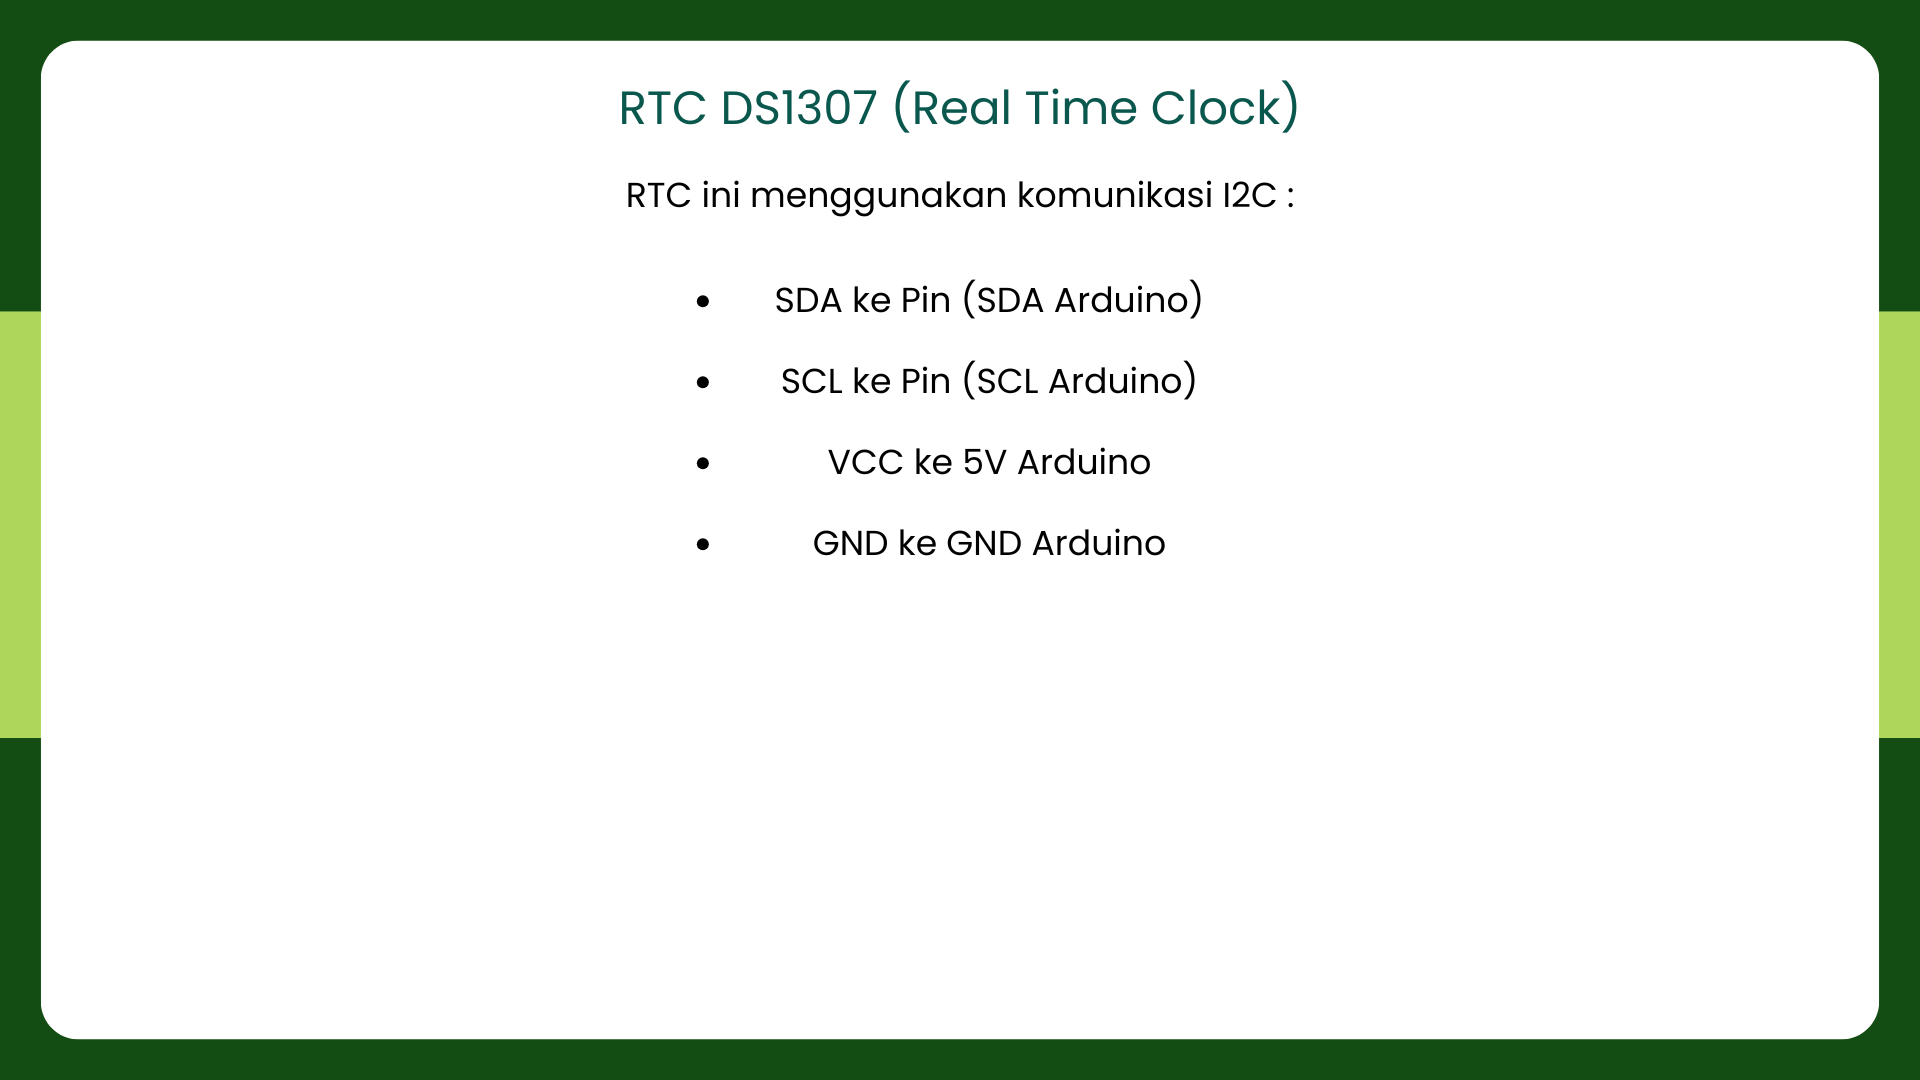 RTC DS1307 (Real Time Clock)
RTC ini menggunakan komunikasi I2C :
• SDA ke Pin (SDA Arduino)
• SCL ke Pin (SCL Arduino)
• VCC ke 5V Arduino
• GND ke GND Arduino